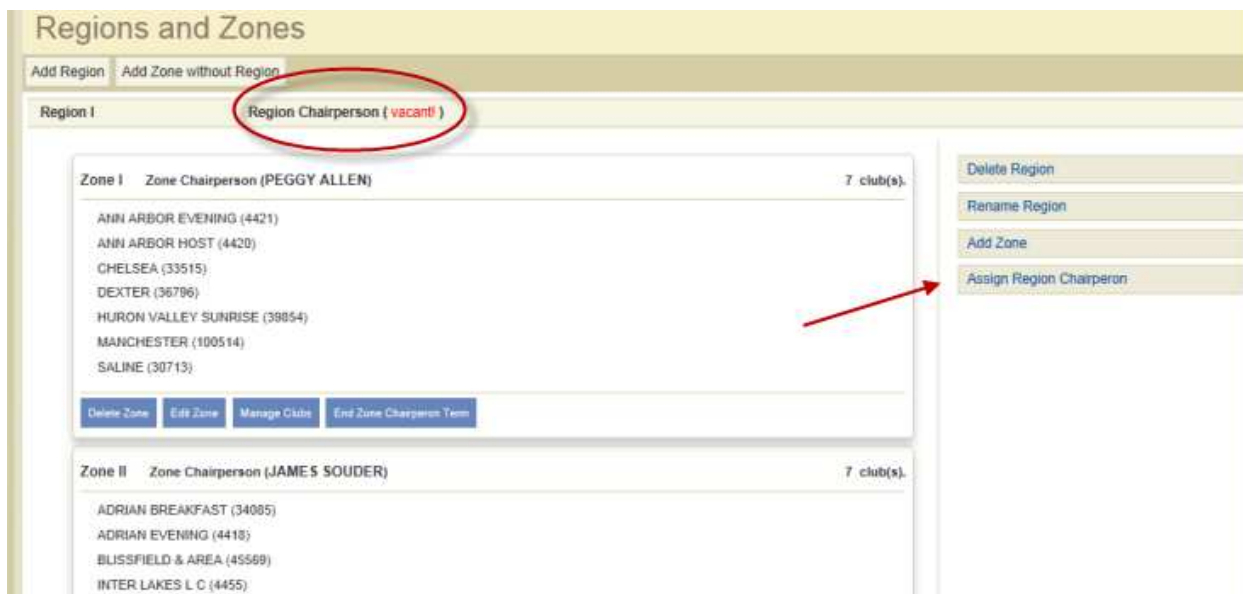 Regions and Zones
Add Region Add Zone without Region
Region I Region Chairperson ( vacant! )
Zone I Zone Chairperson (PEGGY ALLEN) 7 club(s).
ANN ARBOR EVENING (4421)
ANN ARBOR HOST (4420)
CHELSEA (33515)
DEXTER (36796)
HURON VALLEY SUNRISE (39854)
MANCHESTER (100514)
SALINE (30713)
Delete Zone Edit Zone Manage Clubs End Zone Chairperon Term
Zone II Zone Chairperson (JAMES SOUDER) 7 club(s).
ADRIAN BREAKFAST (34085)
ADRIAN EVENING (4418)
BLISSFIELD & AREA (45569)
INTER LAKES L C (4455)
Delete Region
Rename Region
Add Zone
Assign Region Chairperon